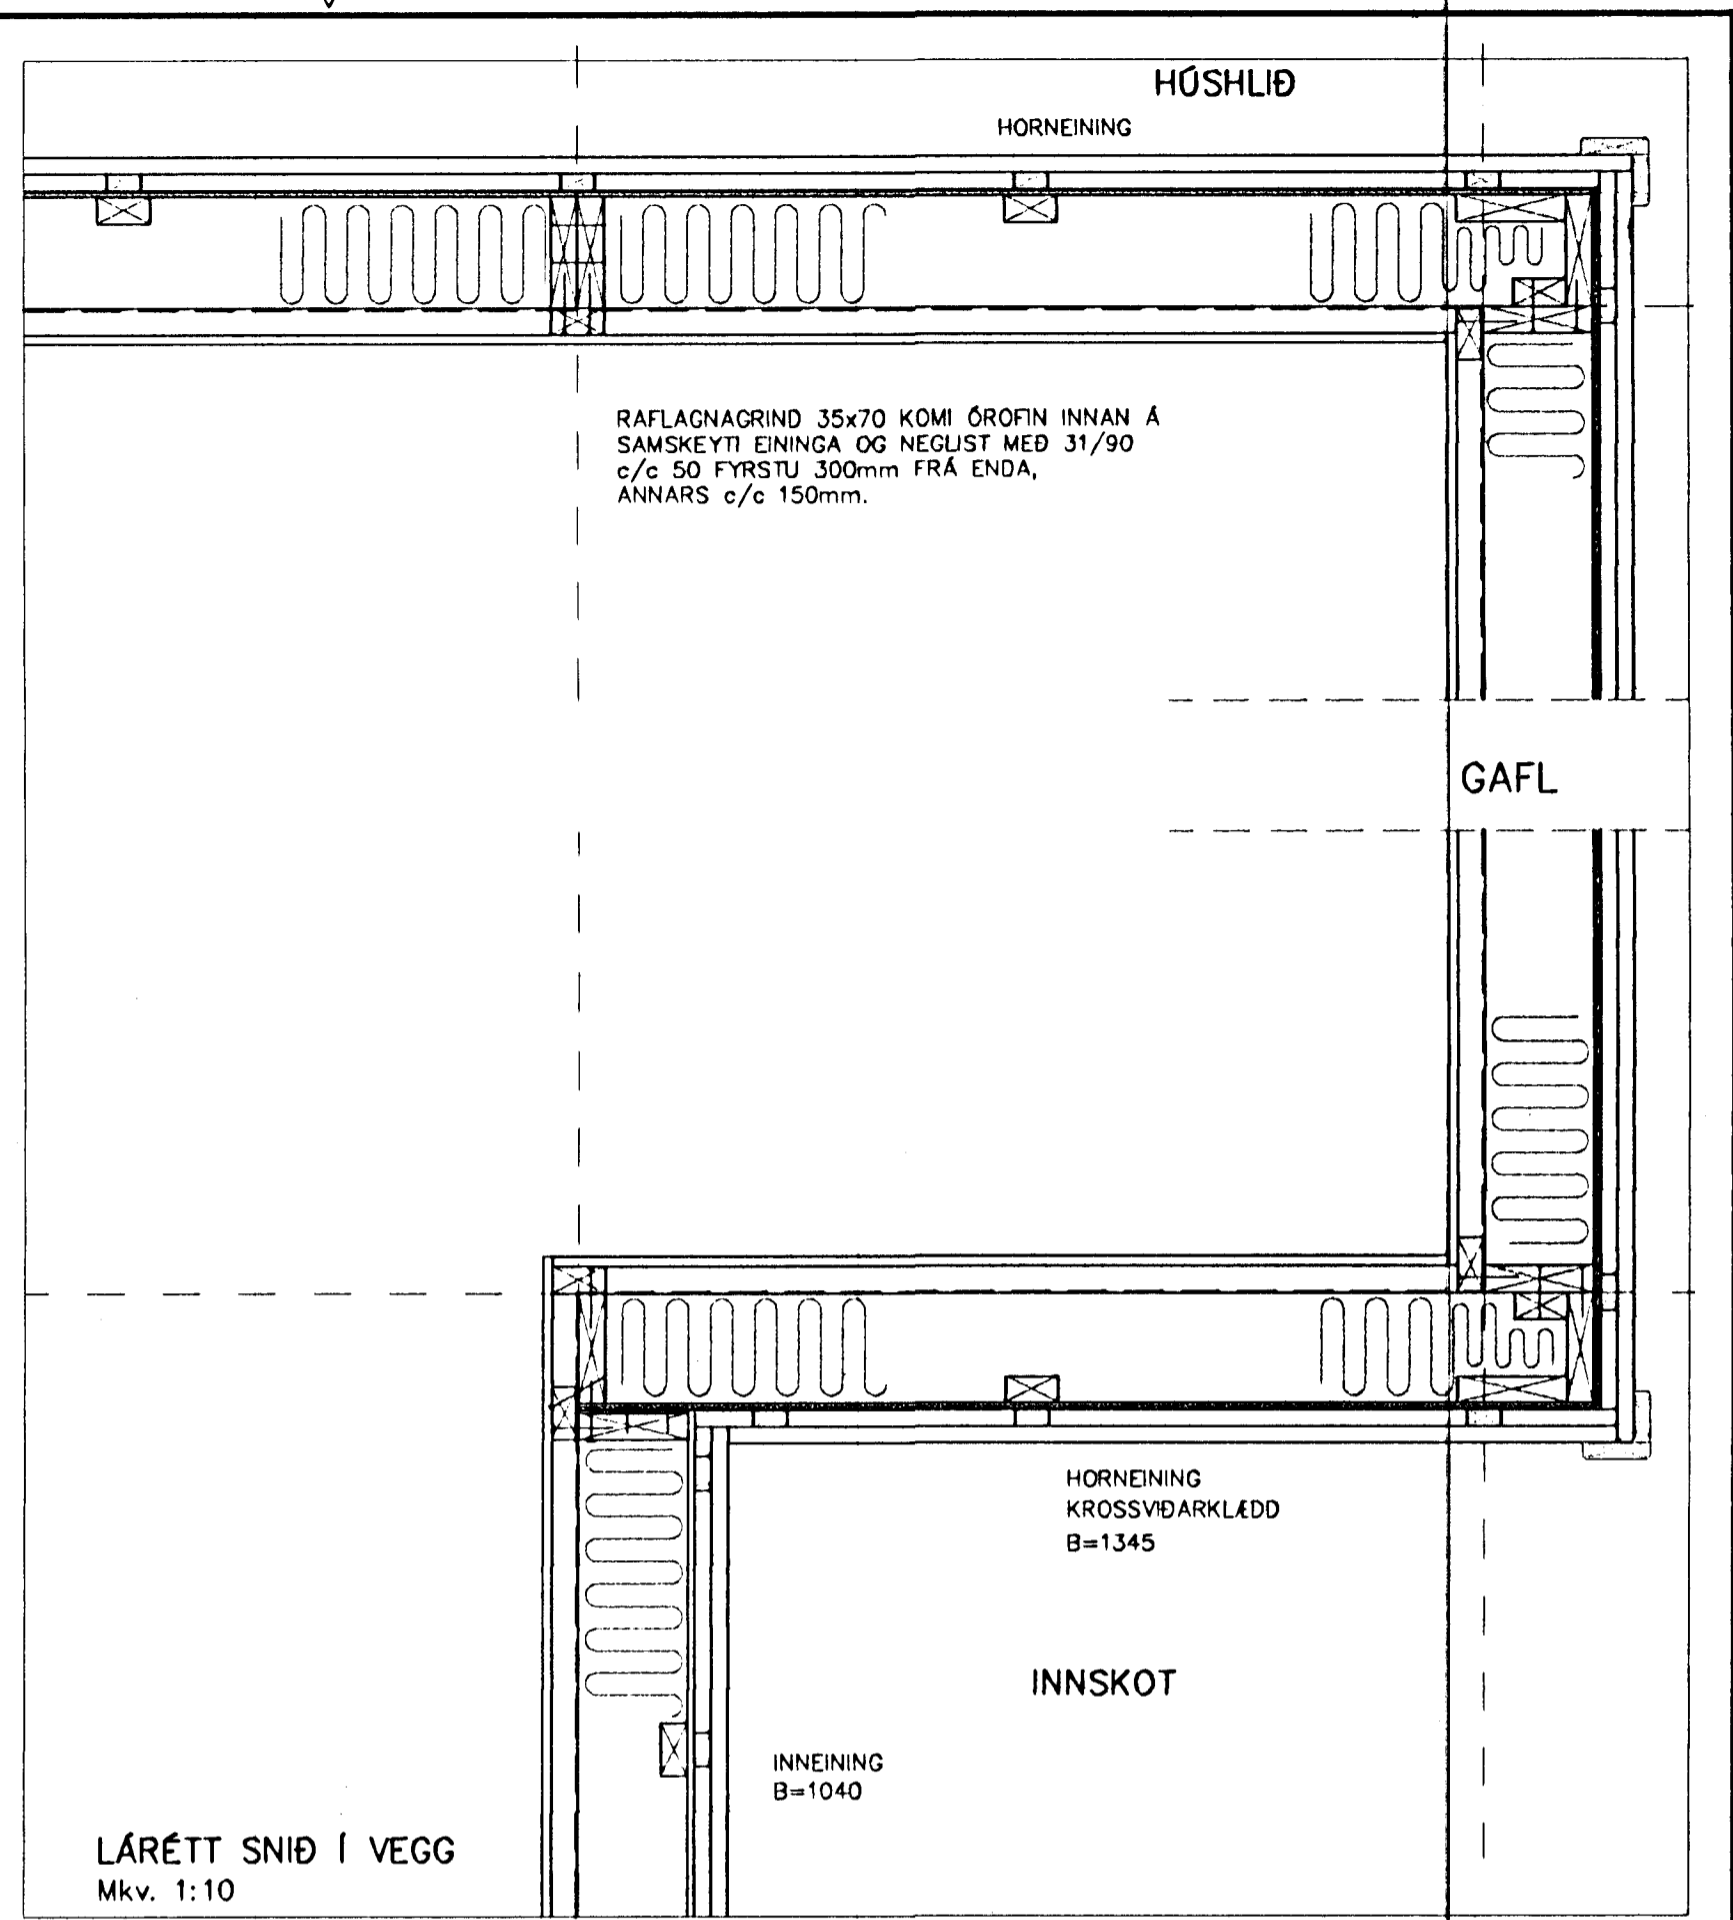 HÚSHLIÐ
HORNEINING
RAFLAGNAGRIND 35x70 KOMI ÓROFIN INNAN Á
SAMSKEYTI EININGA OG NEGLIST MEÐ 31/90
c/c 50 FYRSTU 300mm FRÁ ENDA,
ANNARS c/c 150mm.
GAFL
HORNEINING
KROSSVIÐARKLÆDD
B=1345
INNSKOT
INNEINING
B=1040
LÁRÉTT SNIÐ Í VEGG
Mkv. 1:10